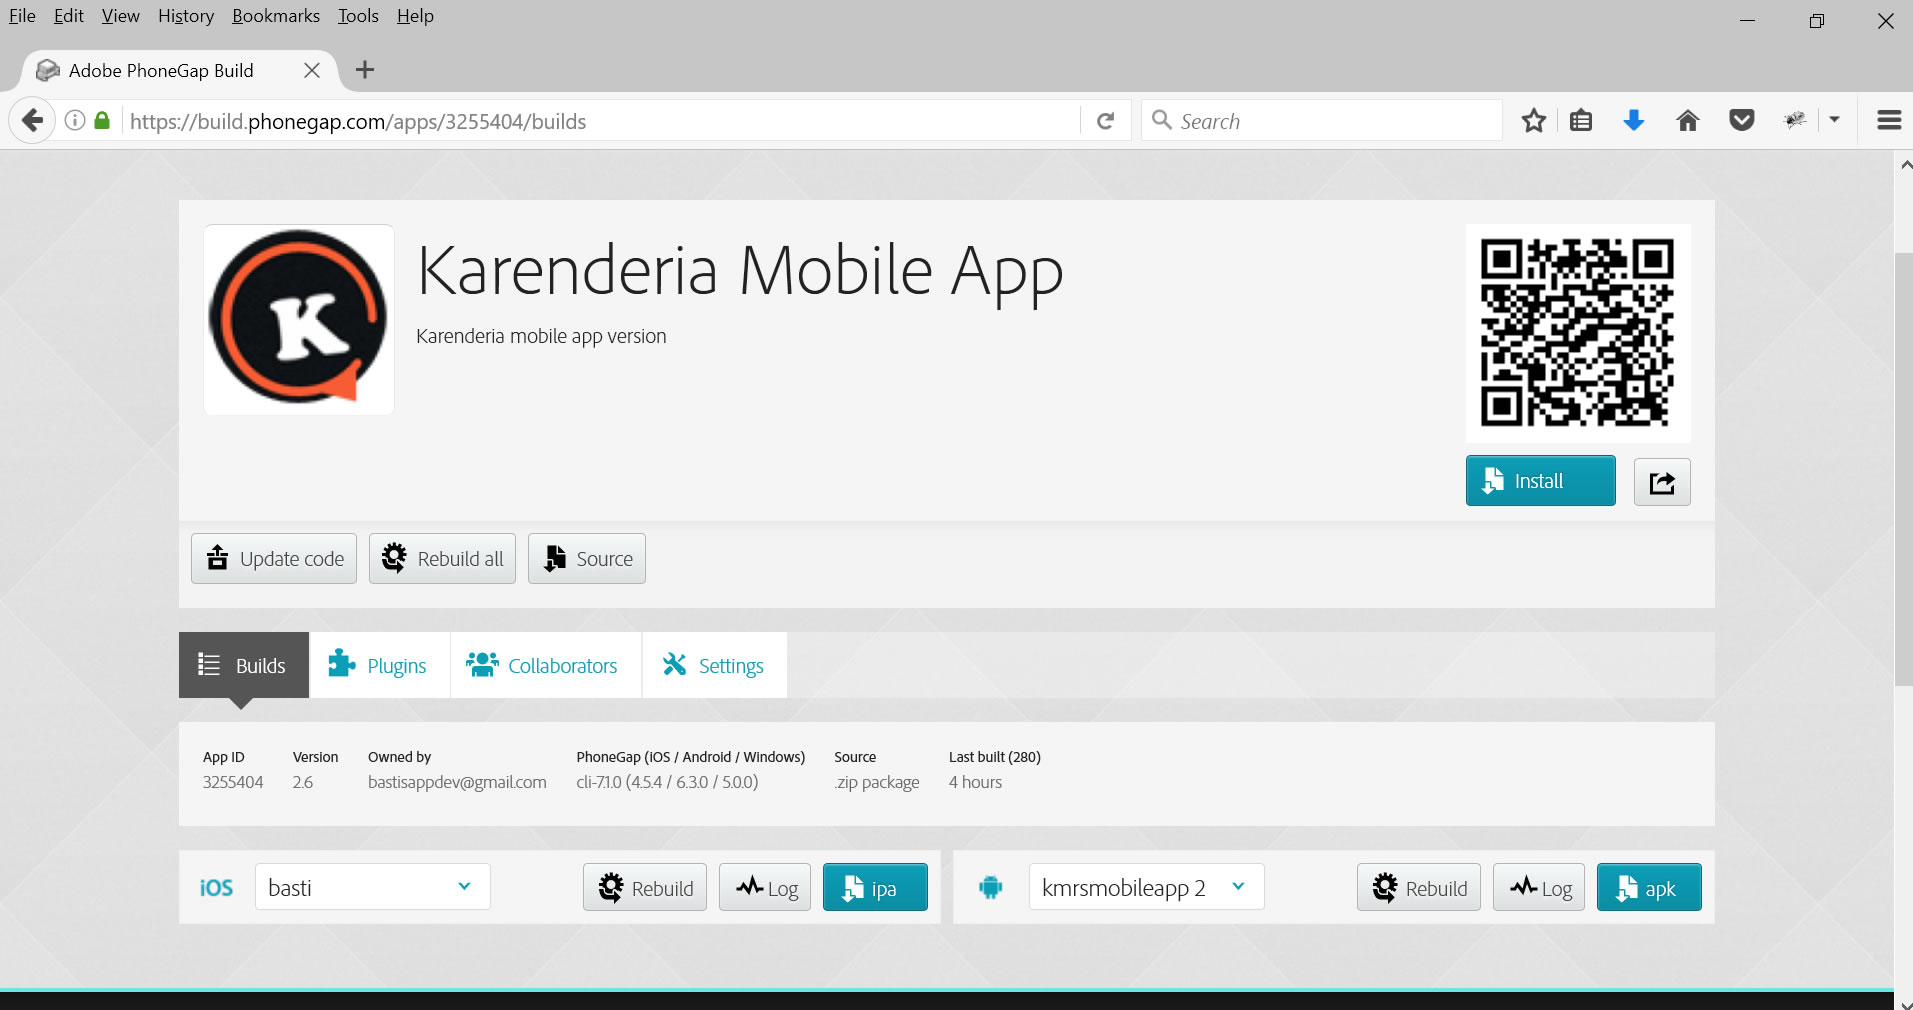 File Edit View History Bookmarks Tools Help
Adobe PhoneGap Build
https://build.phonegap.com/apps/3255404/builds
Search
K
Karenderia Mobile App
Karenderia mobile app version
Install
Update code Rebuild all Source
Builds Plugins Collaborators Settings
App ID Version Owned by PhoneGap (iOS / Android / Windows) Source Last built (280)
3255404 2.6 bastisappdev@gmail.com cli-7.1.0 (4.5.4 / 6.3.0 / 5.0.0) .zip package 4 hours
iOS basti Rebuild Log ipa kmrsmobileapp 2 Rebuild Log apk